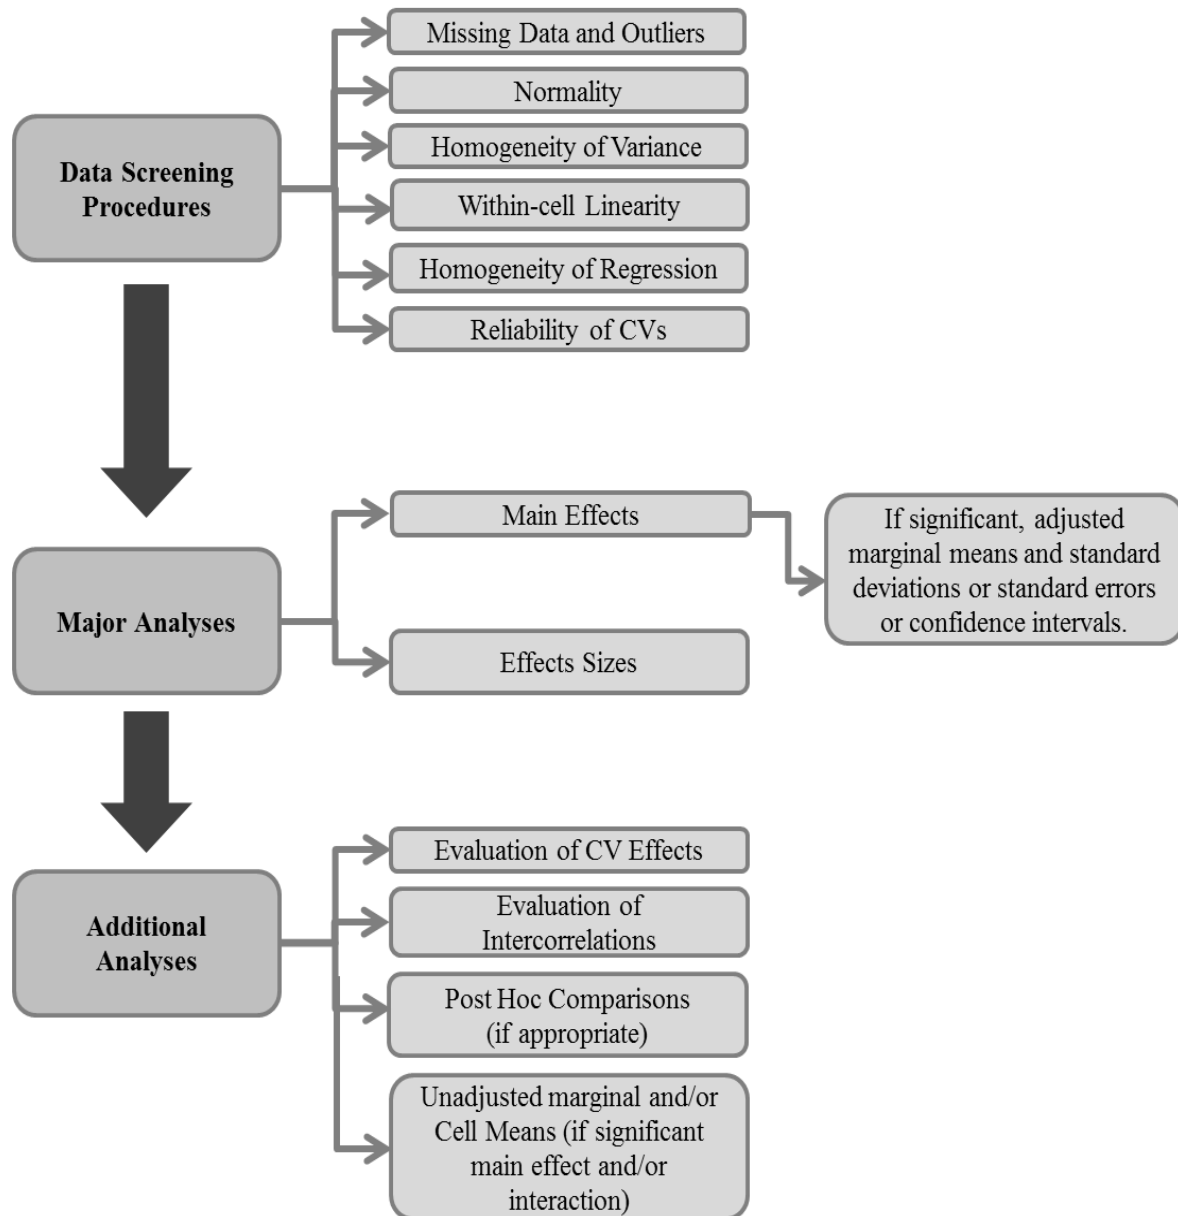 Missing Data and Outliers
Normality
Homogeneity of Variance
Data Screening
Procedures
Within-cell Linearity
Homogeneity of Regression
Reliability of CVs
Main Effects
If significant, adjusted
marginal means and standard
deviations or standard errors
or confidence intervals.
Major Analyses
Effects Sizes
Evaluation of CV Effects
Evaluation of
Intercorrelations
Additional
Analyses
Post Hoc Comparisons
(if appropriate)
Unadjusted marginal and/or
Cell Means (if significant
main effect and/or
interaction)